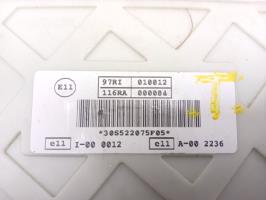 E11
97RI 010012
116RA 000084
*30S522075F05*
e11 I-00 0012 e11 A-00 2236